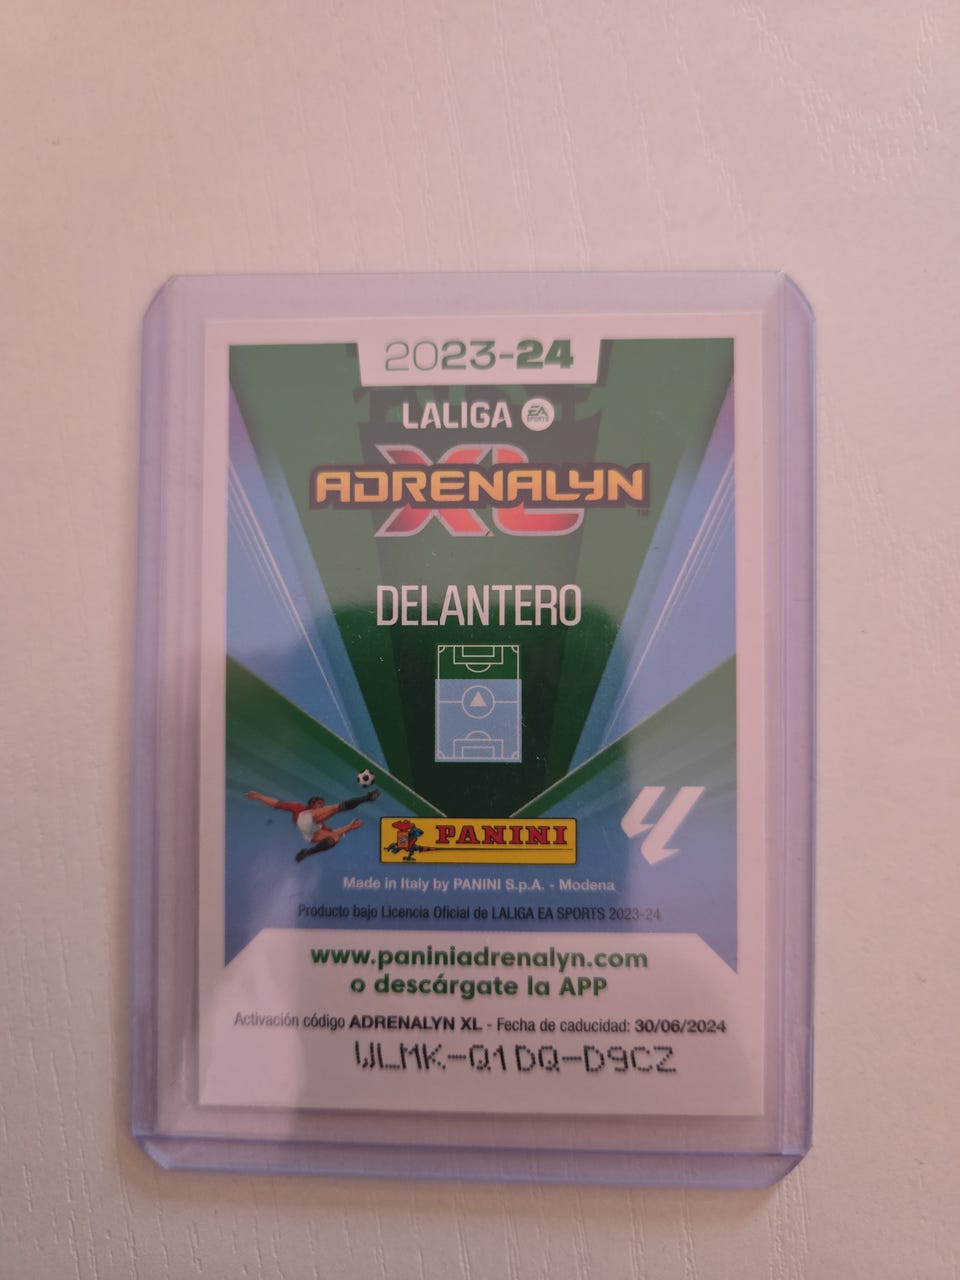 2023-24
LALIGA EA SPORTS
ADRENALYN XL™
DELANTERO
PANINI
Made in Italy by PANINI S.p.A. - Modena
Producto bajo Licencia Oficial de LALIGA EA SPORTS 2023-24
www.paniniadrenalyn.com
o descárgate la APP
Activación código ADRENALYN XL - Fecha de caducidad: 30/06/2024
WLMK-Q1DQ-D9CZ